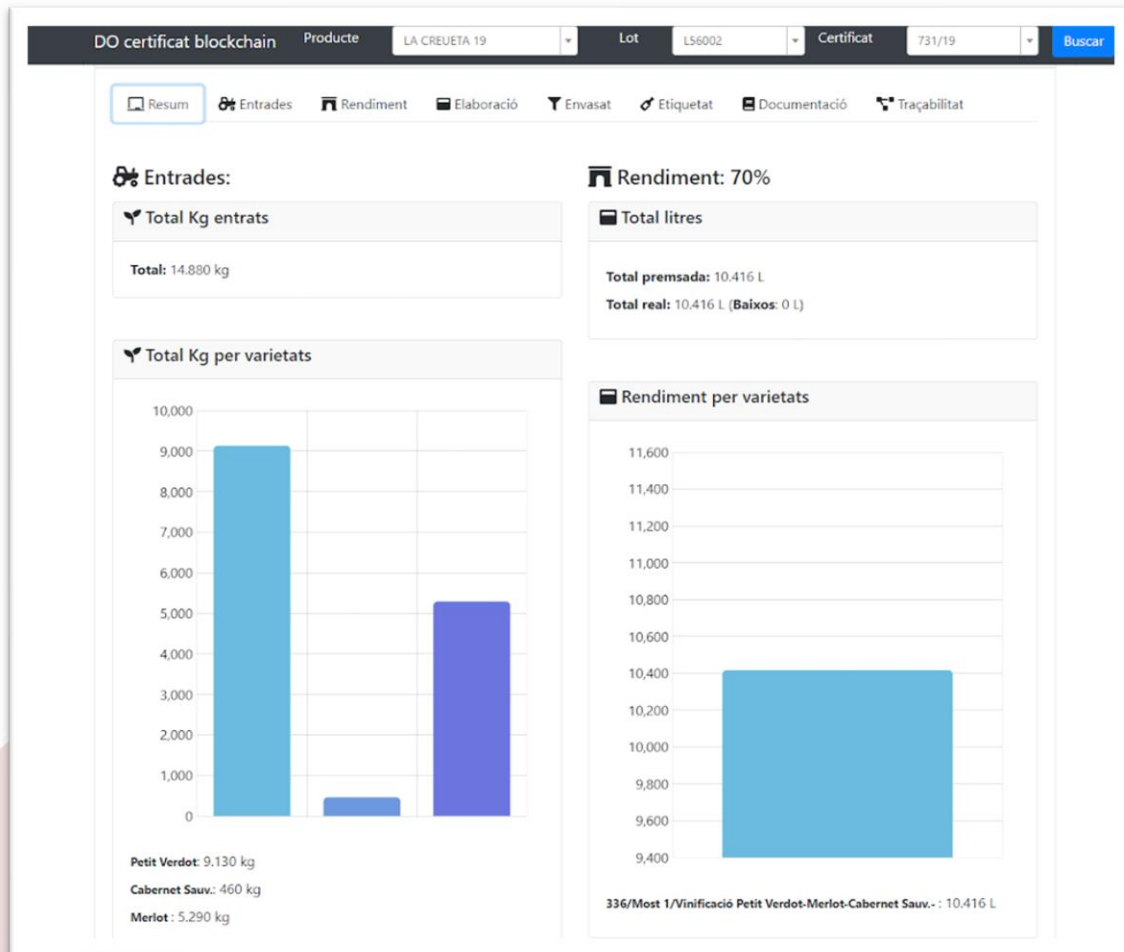 DO certificat blockchain Producte LA CREUETA 19 Lot L56002 Certificat 731/19 Buscar
Resum Entrades Rendiment Elaboració Envasat Etiquetat Documentació Traçabilitat
Entrades:
Total Kg entrats
Total: 14.880 kg
Total Kg per varietats
10,000
9,000
8,000
7,000
6,000
5,000
4,000
3,000
2,000
1,000
0
Petit Verdot: 9.130 kg
Cabernet Sauv.: 460 kg
Merlot : 5.290 kg
Rendiment: 70%
Total litres
Total premsada: 10.416 L
Total real: 10.416 L (Baixos: 0 L)
Rendiment per varietats
11,600
11,400
11,200
11,000
10,800
10,600
10,400
10,200
10,000
9,800
9,600
9,400
336/Most 1/Vinificació Petit Verdot-Merlot-Cabernet Sauv.- : 10.416 L